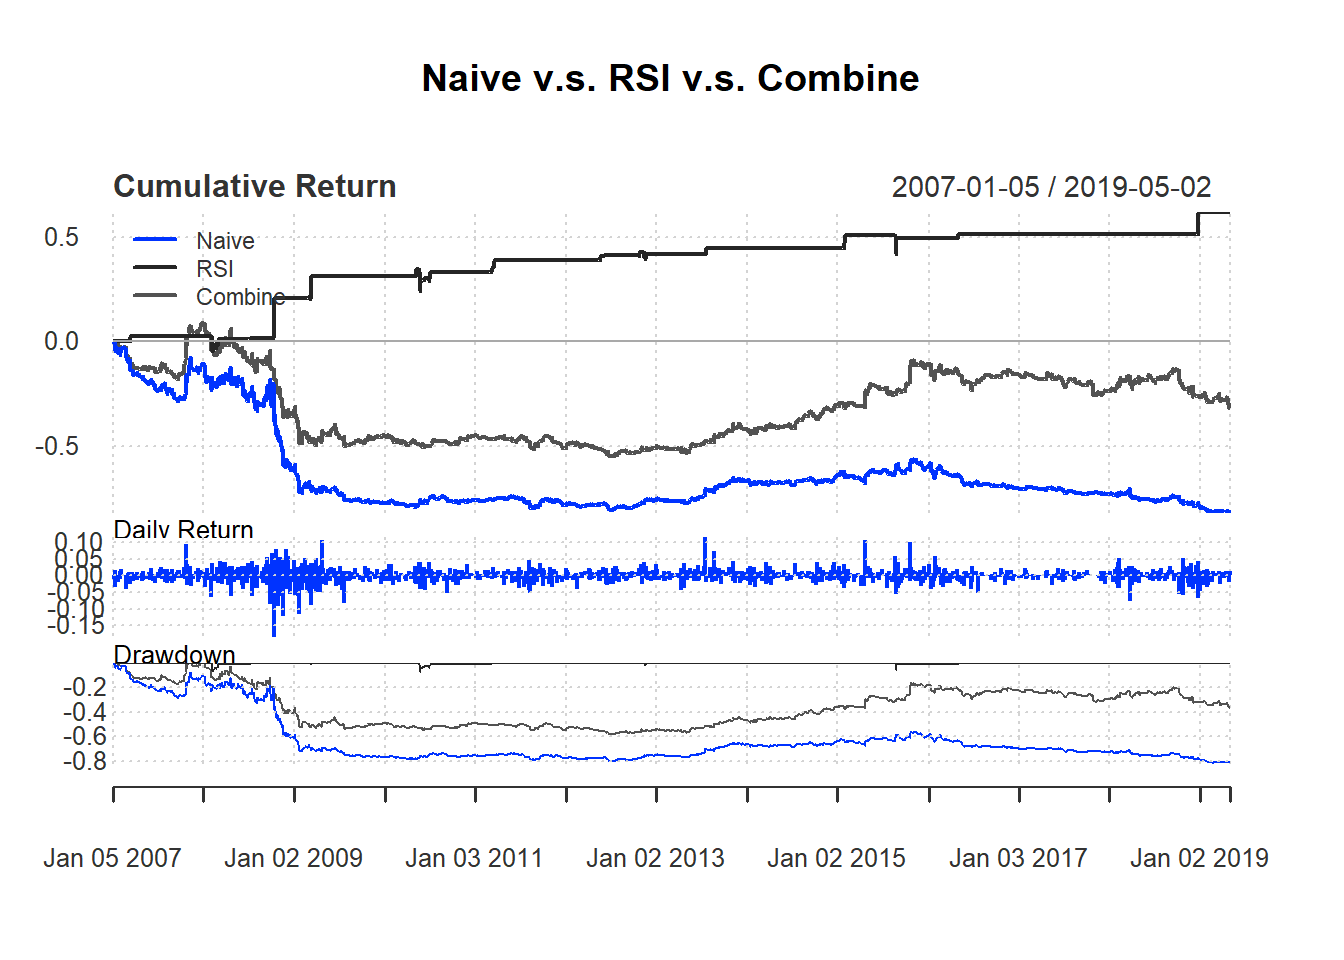 Naive v.s. RSI v.s. Combine
Cumulative Return
2007-01-05 / 2019-05-02
0.5
0.0
-0.5
Naive
RSI
Combine
Daily Return
0.10
0.05
0.00
-0.05
-0.10
-0.15
Drawdown
-0.2
-0.4
-0.6
-0.8
Jan 05 2007
Jan 02 2009
Jan 03 2011
Jan 02 2013
Jan 02 2015
Jan 03 2017
Jan 02 2019